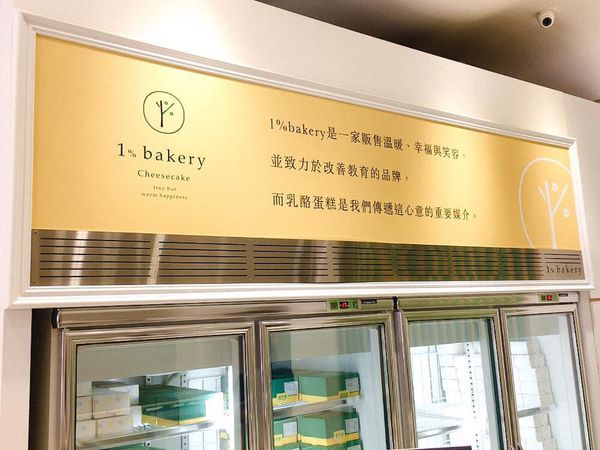 1% bakery
Cheesecake
tiny but
warm happiness
1%bakery是一家販售溫暖、幸福與笑容，
並致力於改善教育的品牌，
而乳酪蛋糕是我們傳遞這心意的重要媒介。
1% bakery